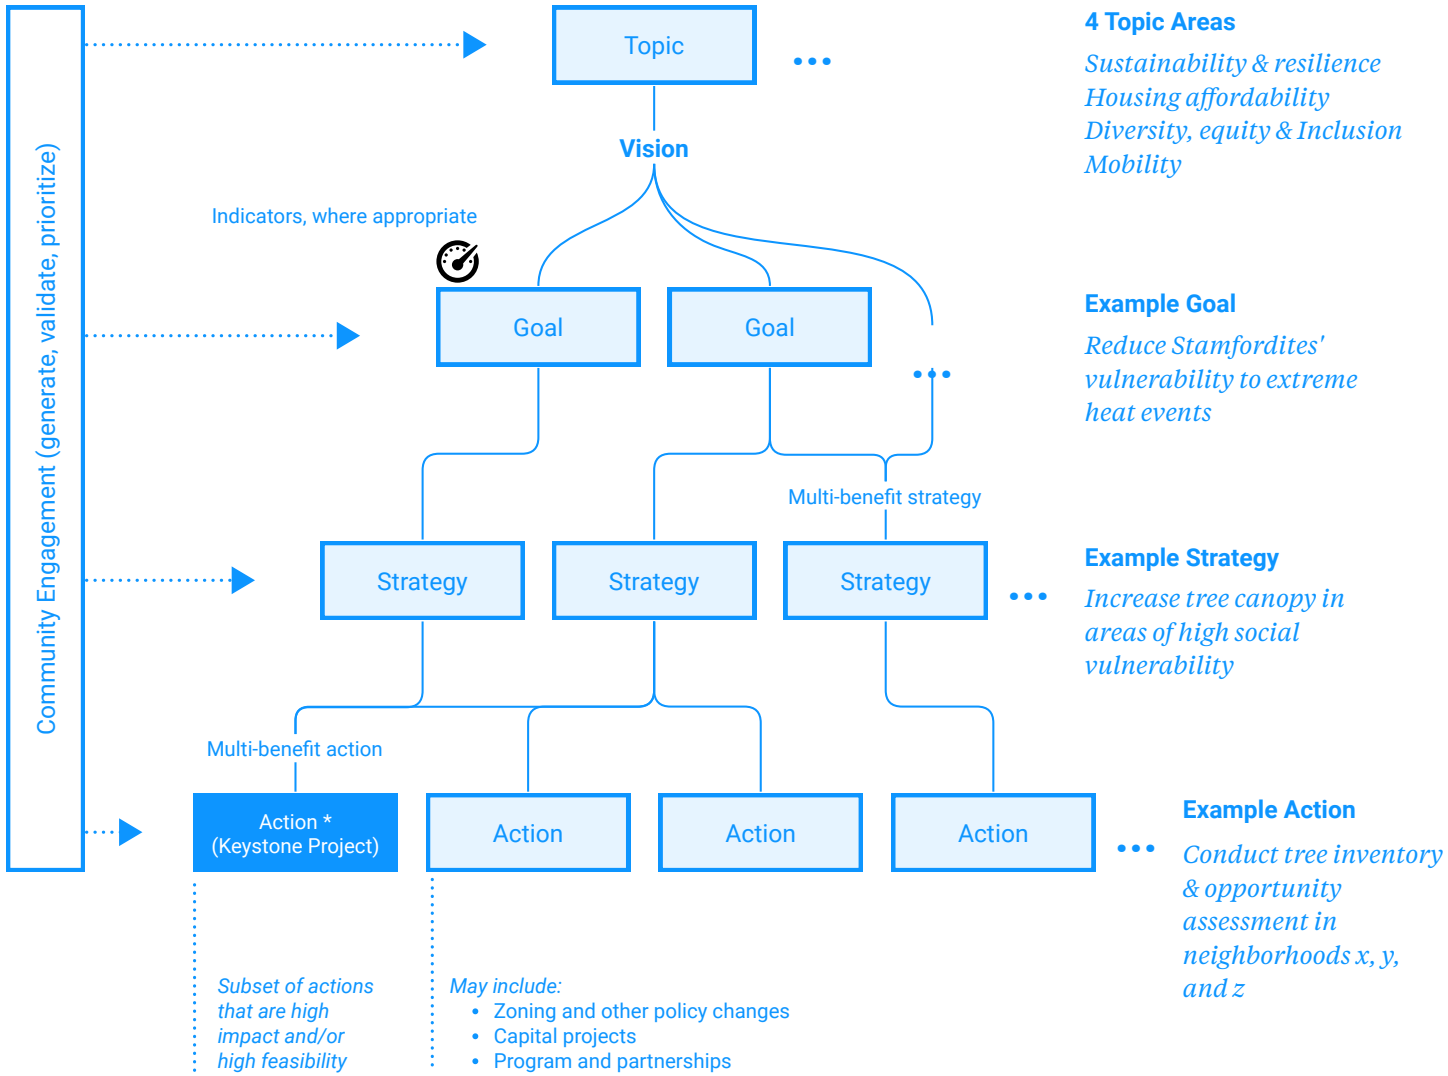 Community Engagement (generate, validate, prioritize)
Topic
...
4 Topic Areas
Sustainability & resilience
Housing affordability
Diversity, equity & Inclusion
Mobility
Vision
Indicators, where appropriate
Goal
Goal
...
Example Goal
Reduce Stamfordites'
vulnerability to extreme
heat events
Multi-benefit strategy
Strategy
Strategy
Strategy
...
Example Strategy
Increase tree canopy in
areas of high social
vulnerability
Multi-benefit action
Action *
(Keystone Project)
Action
Action
Action
...
Example Action
Conduct tree inventory
& opportunity
assessment in
neighborhoods x, y,
and z
Subset of actions
that are high
impact and/or
high feasibility
May include:
• Zoning and other policy changes
• Capital projects
• Program and partnerships